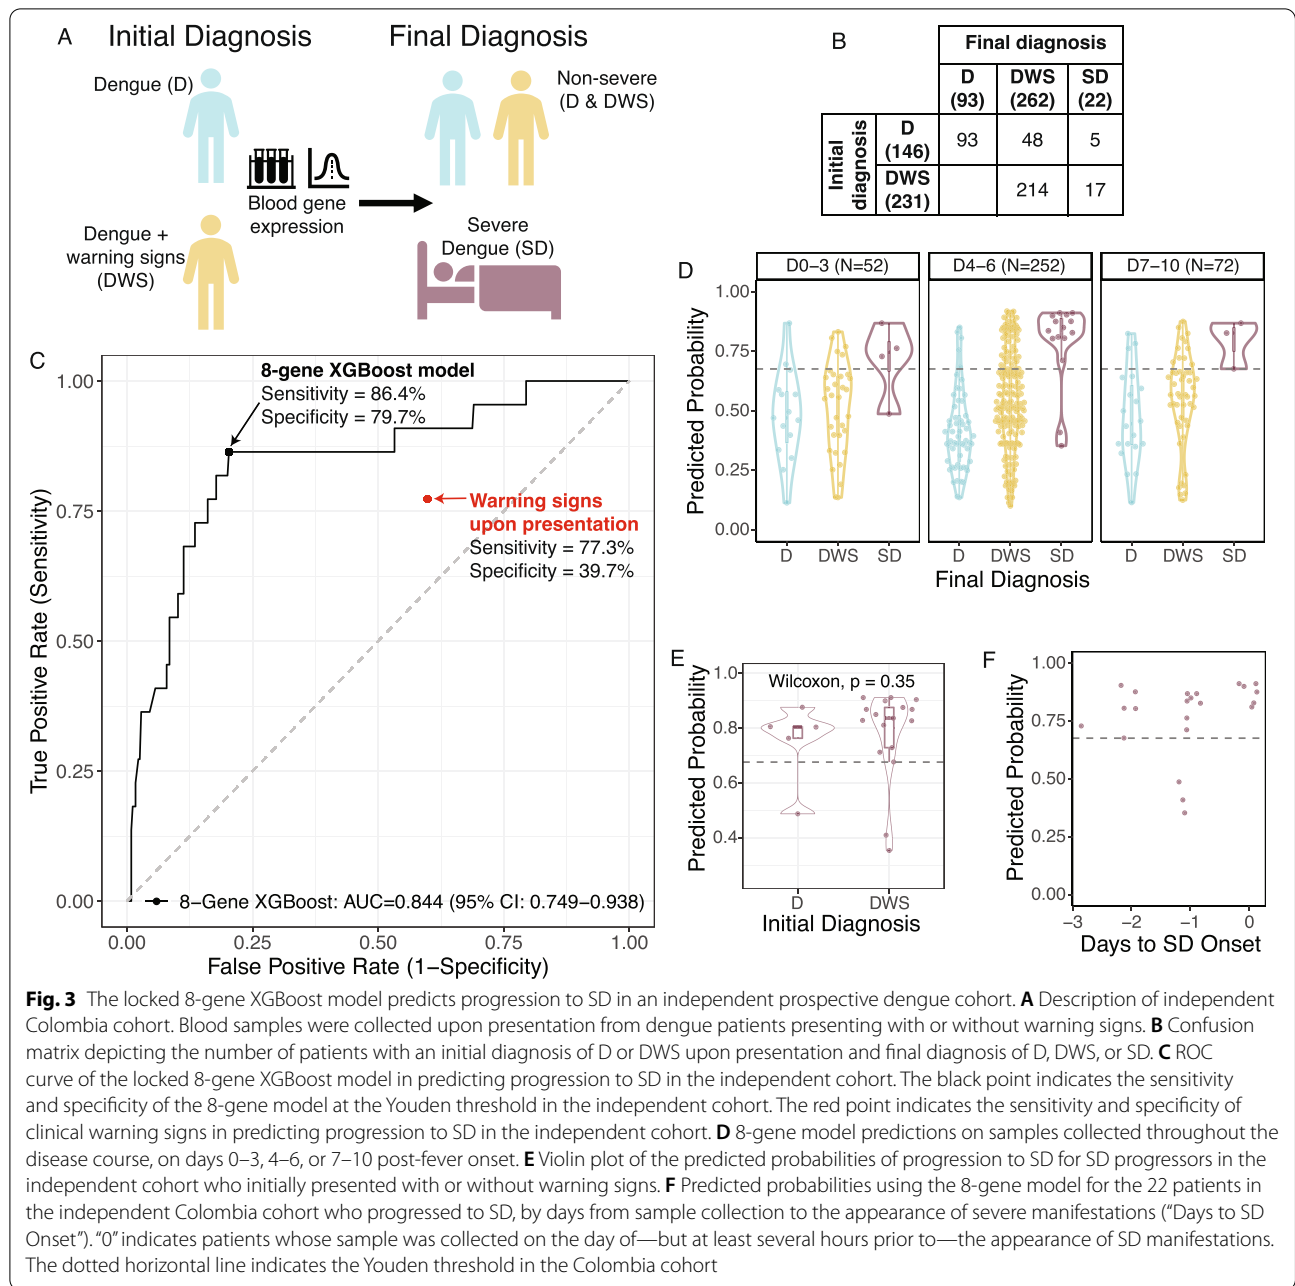 A
Initial Diagnosis
Final Diagnosis
Dengue (D)
Non-severe
(D & DWS)
Blood gene
expression
Dengue +
warning signs
(DWS)
Severe
Dengue (SD)
B
Final diagnosis
D
(93)
DWS
(262)
SD
(22)
Initial
diagnosis
D
(146)
93
48
5
DWS
(231)
214
17
C
1.00
0.75
0.50
0.25
0.00
True Positive Rate (Sensitivity)
8-gene XGBoost model
Sensitivity = 86.4%
Specificity = 79.7%
Warning signs
upon presentation
Sensitivity = 77.3%
Specificity = 39.7%
8−Gene XGBoost: AUC=0.844 (95% CI: 0.749−0.938)
0.00
0.25
0.50
0.75
1.00
False Positive Rate (1−Specificity)
D
D0−3 (N=52)
D4−6 (N=252)
D7−10 (N=72)
1.00
0.75
0.50
0.25
0.00
Predicted Probability
D
DWS
SD
D
DWS
SD
D
DWS
SD
Final Diagnosis
E
1.0
0.8
0.6
0.4
Predicted Probability
Wilcoxon, p = 0.35
D
DWS
Initial Diagnosis
F
1.00
0.75
0.50
0.25
0.00
Predicted Probability
−3
−2
−1
0
Days to SD Onset
Fig. 3 The locked 8-gene XGBoost model predicts progression to SD in an independent prospective dengue cohort. A Description of independent
Colombia cohort. Blood samples were collected upon presentation from dengue patients presenting with or without warning signs. B Confusion
matrix depicting the number of patients with an initial diagnosis of D or DWS upon presentation and final diagnosis of D, DWS, or SD. C ROC
curve of the locked 8-gene XGBoost model in predicting progression to SD in the independent cohort. The black point indicates the sensitivity
and specificity of the 8-gene model at the Youden threshold in the independent cohort. The red point indicates the sensitivity and specificity of
clinical warning signs in predicting progression to SD in the independent cohort. D 8-gene model predictions on samples collected throughout the
disease course, on days 0–3, 4–6, or 7–10 post-fever onset. E Violin plot of the predicted probabilities of progression to SD for SD progressors in the
independent cohort who initially presented with or without warning signs. F Predicted probabilities using the 8-gene model for the 22 patients in
the independent Colombia cohort who progressed to SD, by days from sample collection to the appearance of severe manifestations (“Days to SD
Onset”). “0” indicates patients whose sample was collected on the day of—but at least several hours prior to—the appearance of SD manifestations.
The dotted horizontal line indicates the Youden threshold in the Colombia cohort